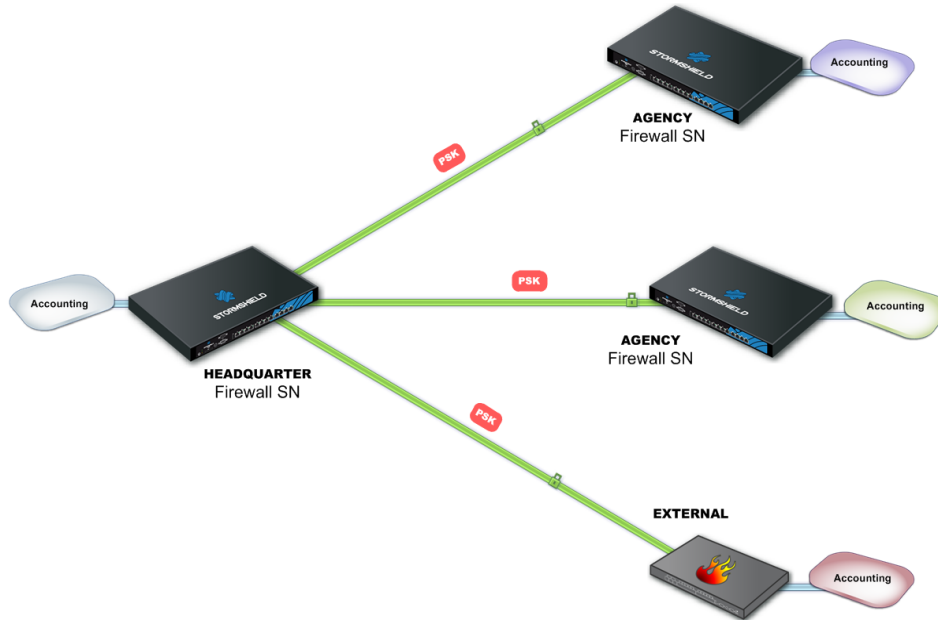 STORMSHIELD
Accounting
AGENCY
Firewall SN
PSK
PSK
STORMSHIELD
Accounting
AGENCY
Firewall SN
Accounting
STORMSHIELD
HEADQUARTER
Firewall SN
PSK
EXTERNAL
Accounting